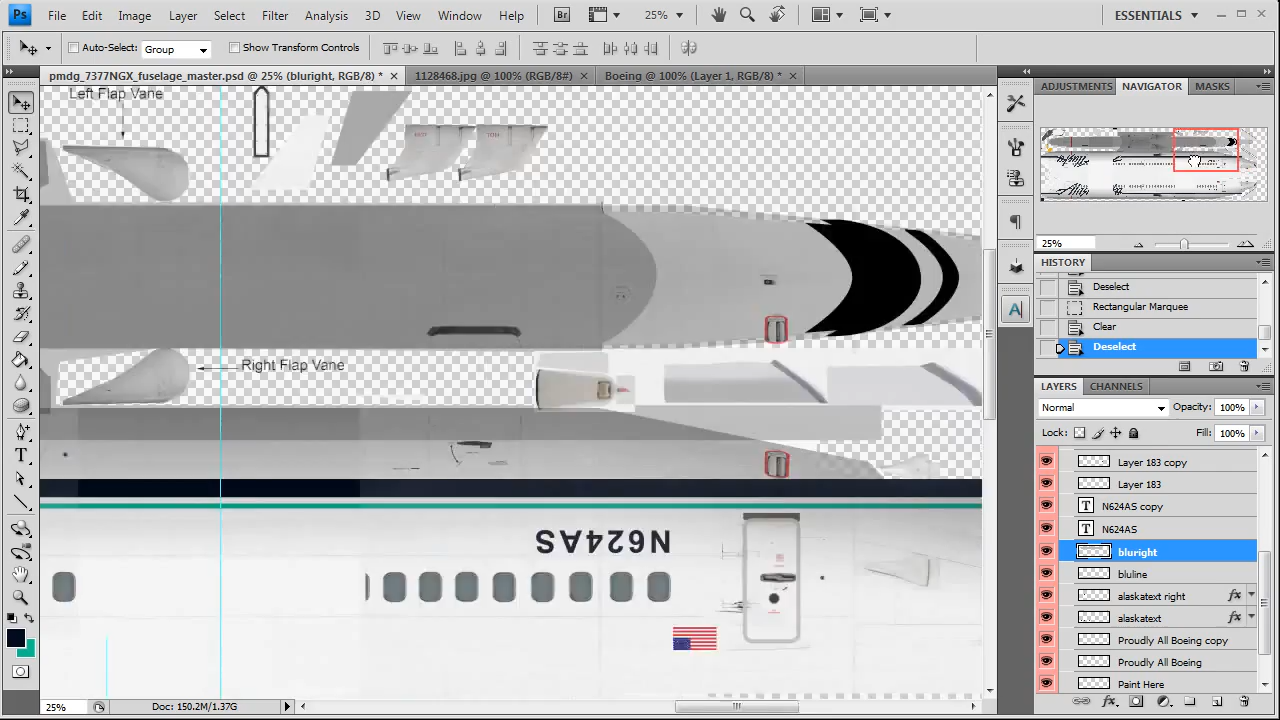 Ps File Edit Image Layer Select Filter Analysis 3D View Window Help Br 25% ESSENTIALS
Auto-Select: Group Show Transform Controls
pmdg_7377NGX_fuselage_master.psd @ 25% (bluright, RGB/8) * 1128468.jpg @ 100% (RGB/8#) Boeing @ 100% (Layer 1, RGB/8) *
ADJUSTMENTS NAVIGATOR MASKS
Left Flap Vane
25%
HISTORY
Deselect
Rectangular Marquee
Clear
Deselect
Right Flap Vane
LAYERS CHANNELS
Normal Opacity: 100%
Lock: Fill: 100%
Layer 183 copy
Layer 183
N624AS copy
N624AS
bluright
bluline
alaskatext right fx
alaskatext fx
Proudly All Boeing copy
Proudly All Boeing
Paint Here
N624AS
25% Doc: 150.2M/1.37G